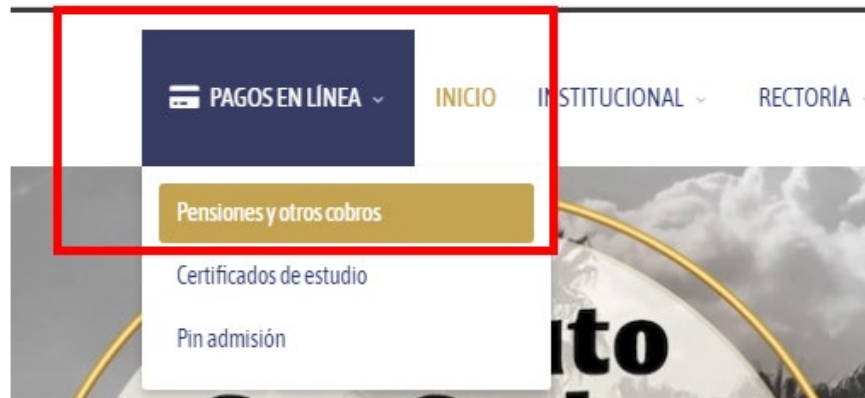 PAGOS EN LÍNEA INICIO INSTITUCIONAL RECTORÍA
Pensiones y otros cobros
Certificados de estudio
Pin admisión